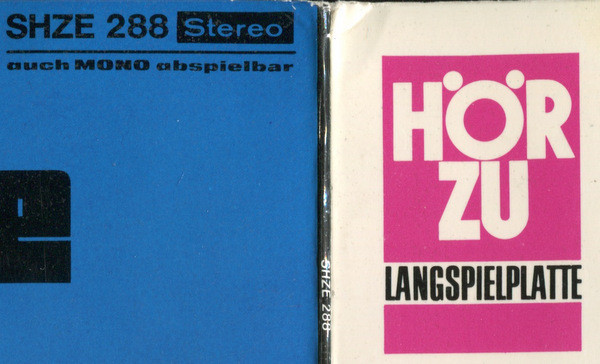 SHZE 288 Stereo
auch MONO abspielbar
e
SHZE 288
HÖR
ZU
LANGSPIELPLATTE